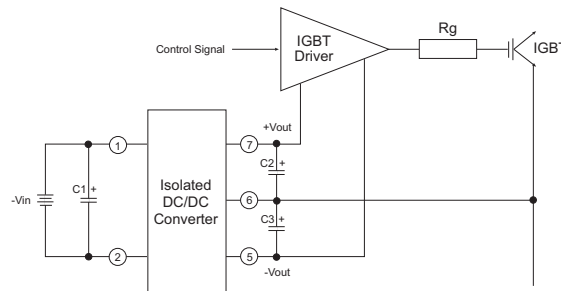 Rg
IGBT
Driver
IGBT
Control Signal
+Vout
1
7
C2 +
C1 +
Isolated
DC/DC
Converter
-Vin
6
C3 +
2
5
-Vout